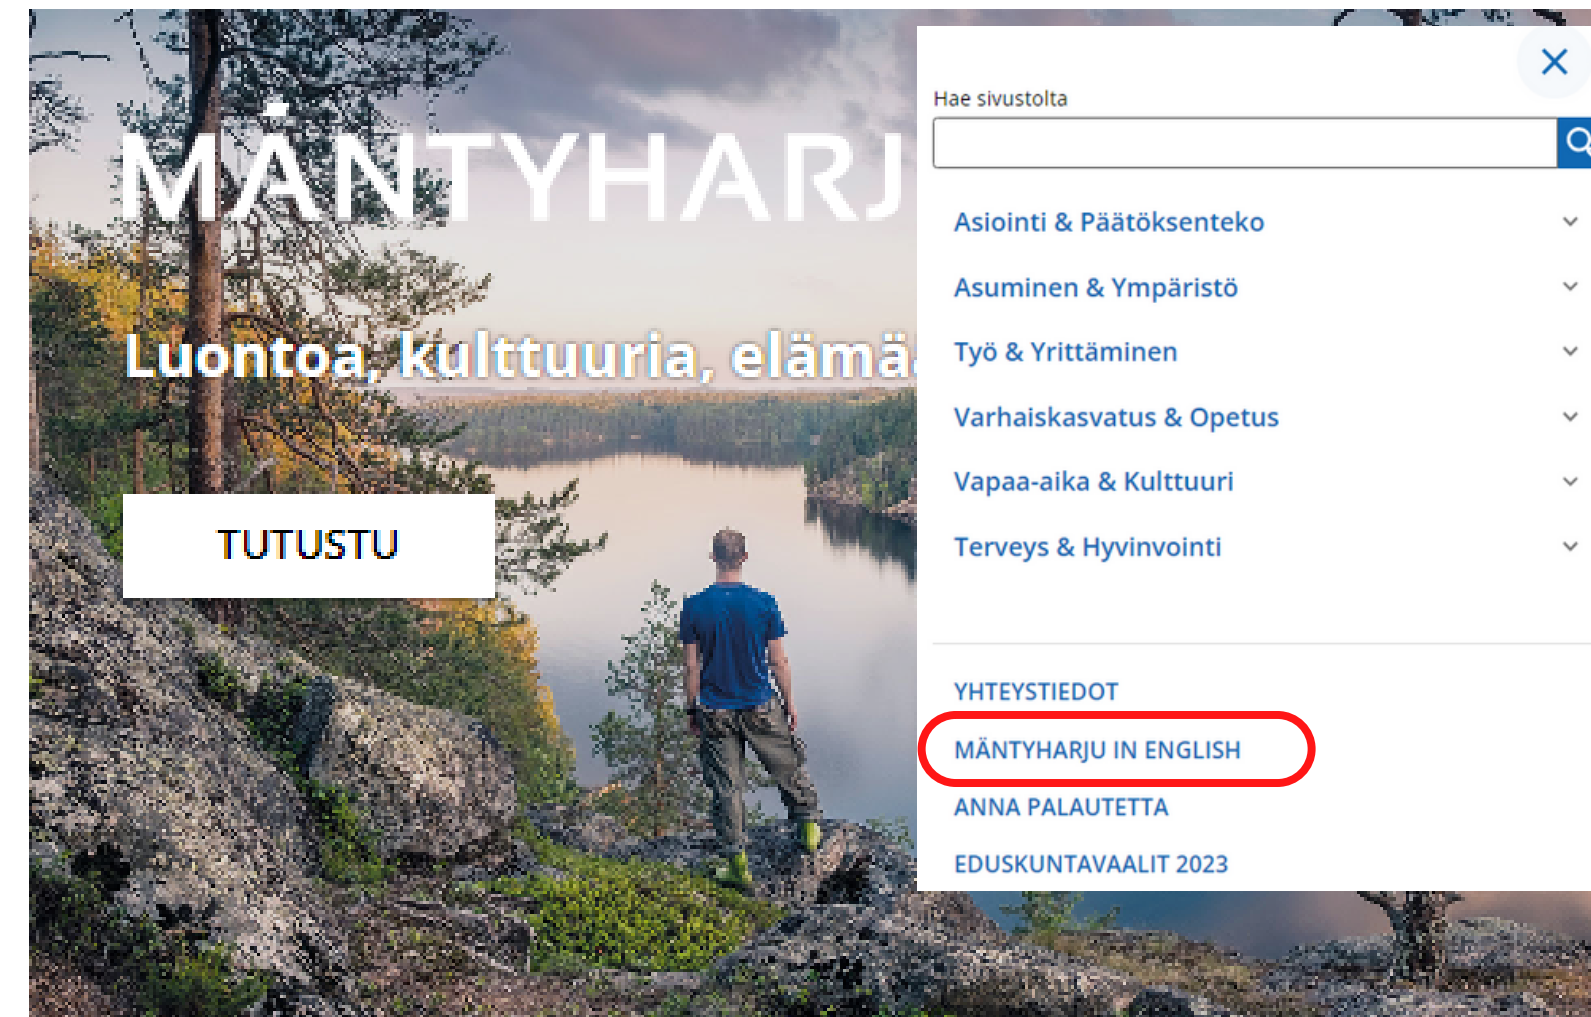 MÄNTYHARJ
Luontoa, kulttuuria, elämä
TUTUSTU
Hae sivustolta
Asiointi & Päätöksenteko
Asuminen & Ympäristö
Työ & Yrittäminen
Varhaiskasvatus & Opetus
Vapaa-aika & Kulttuuri
Terveys & Hyvinvointi
YHTEYSTIEDOT
MÄNTYHARJU IN ENGLISH
ANNA PALAUTETTA
EDUSKUNTAVAALIT 2023